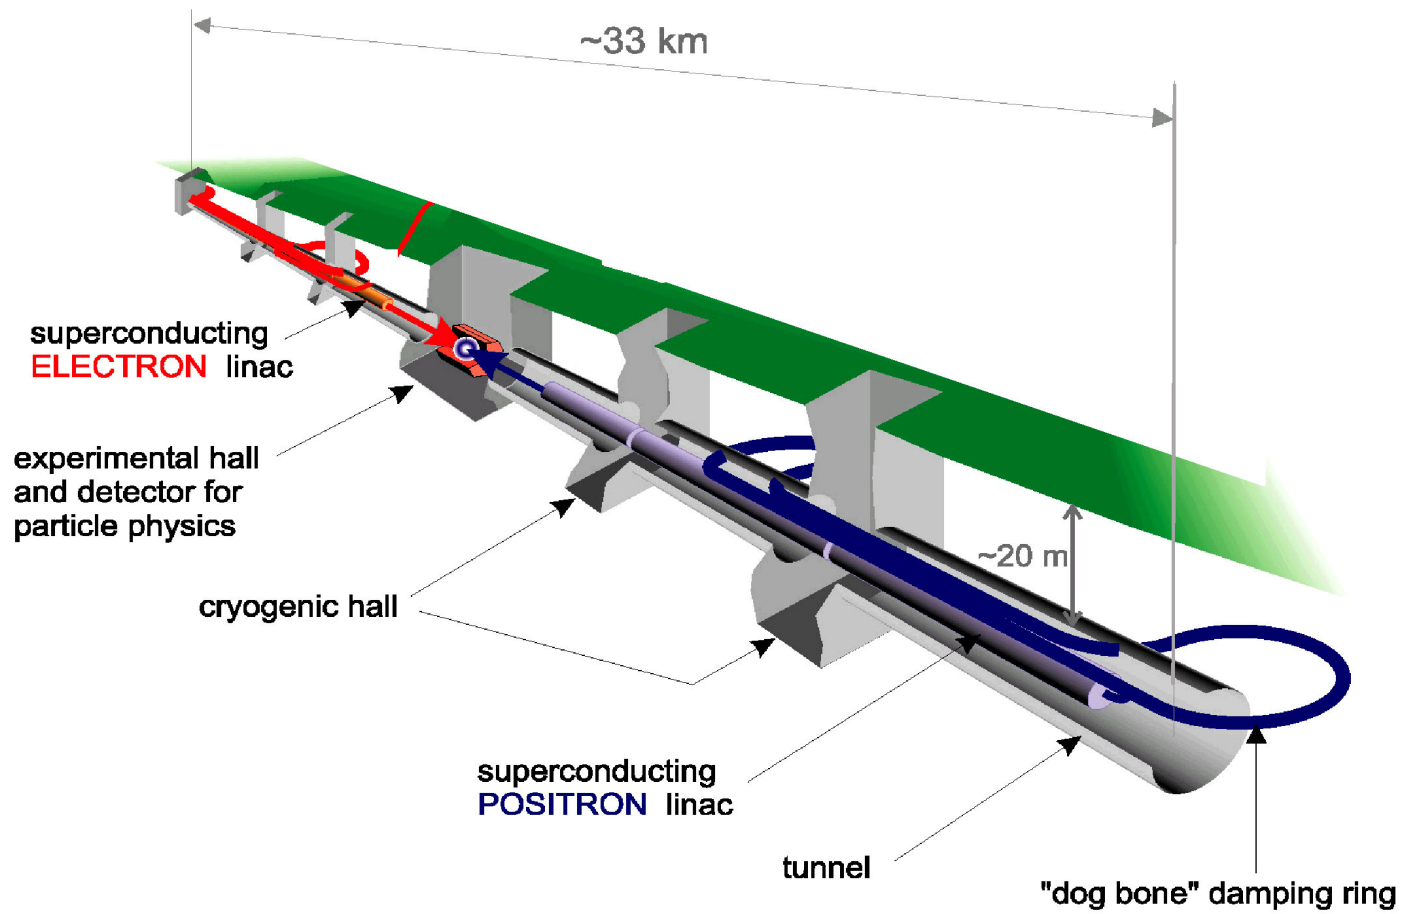 ~33 km
superconducting
ELECTRON linac
experimental hall
and detector for
particle physics
~20 m
cryogenic hall
superconducting
POSITRON linac
tunnel
"dog bone" damping ring